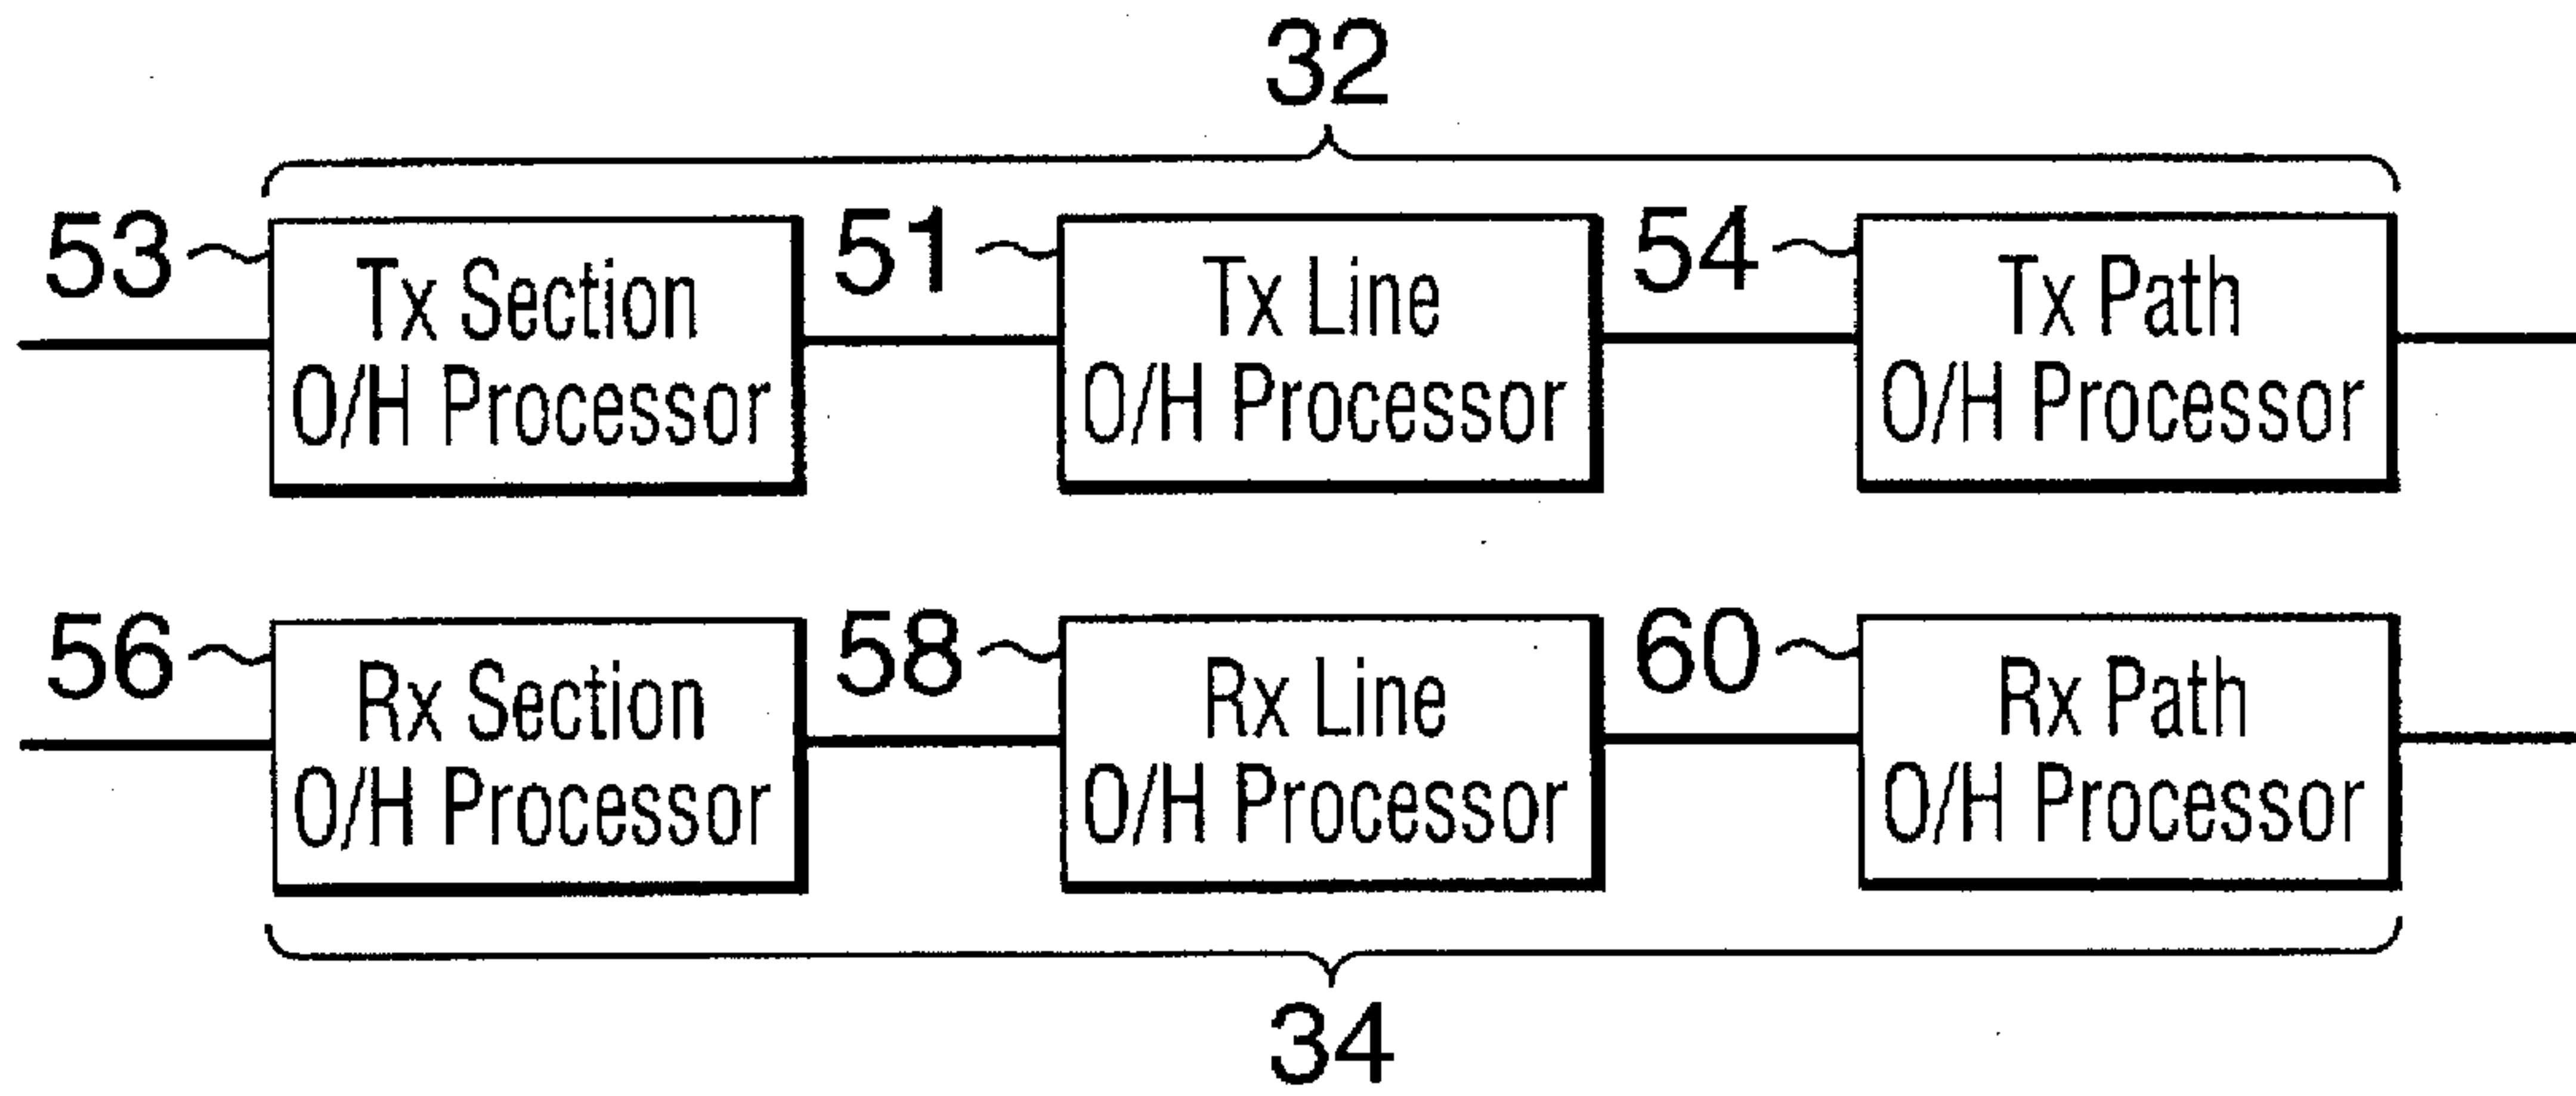 32
53
Tx Section
O/H Processor
51
Tx Line
O/H Processor
54
Tx Path
O/H Processor
56
Rx Section
O/H Processor
58
Rx Line
O/H Processor
60
Rx Path
O/H Processor
34